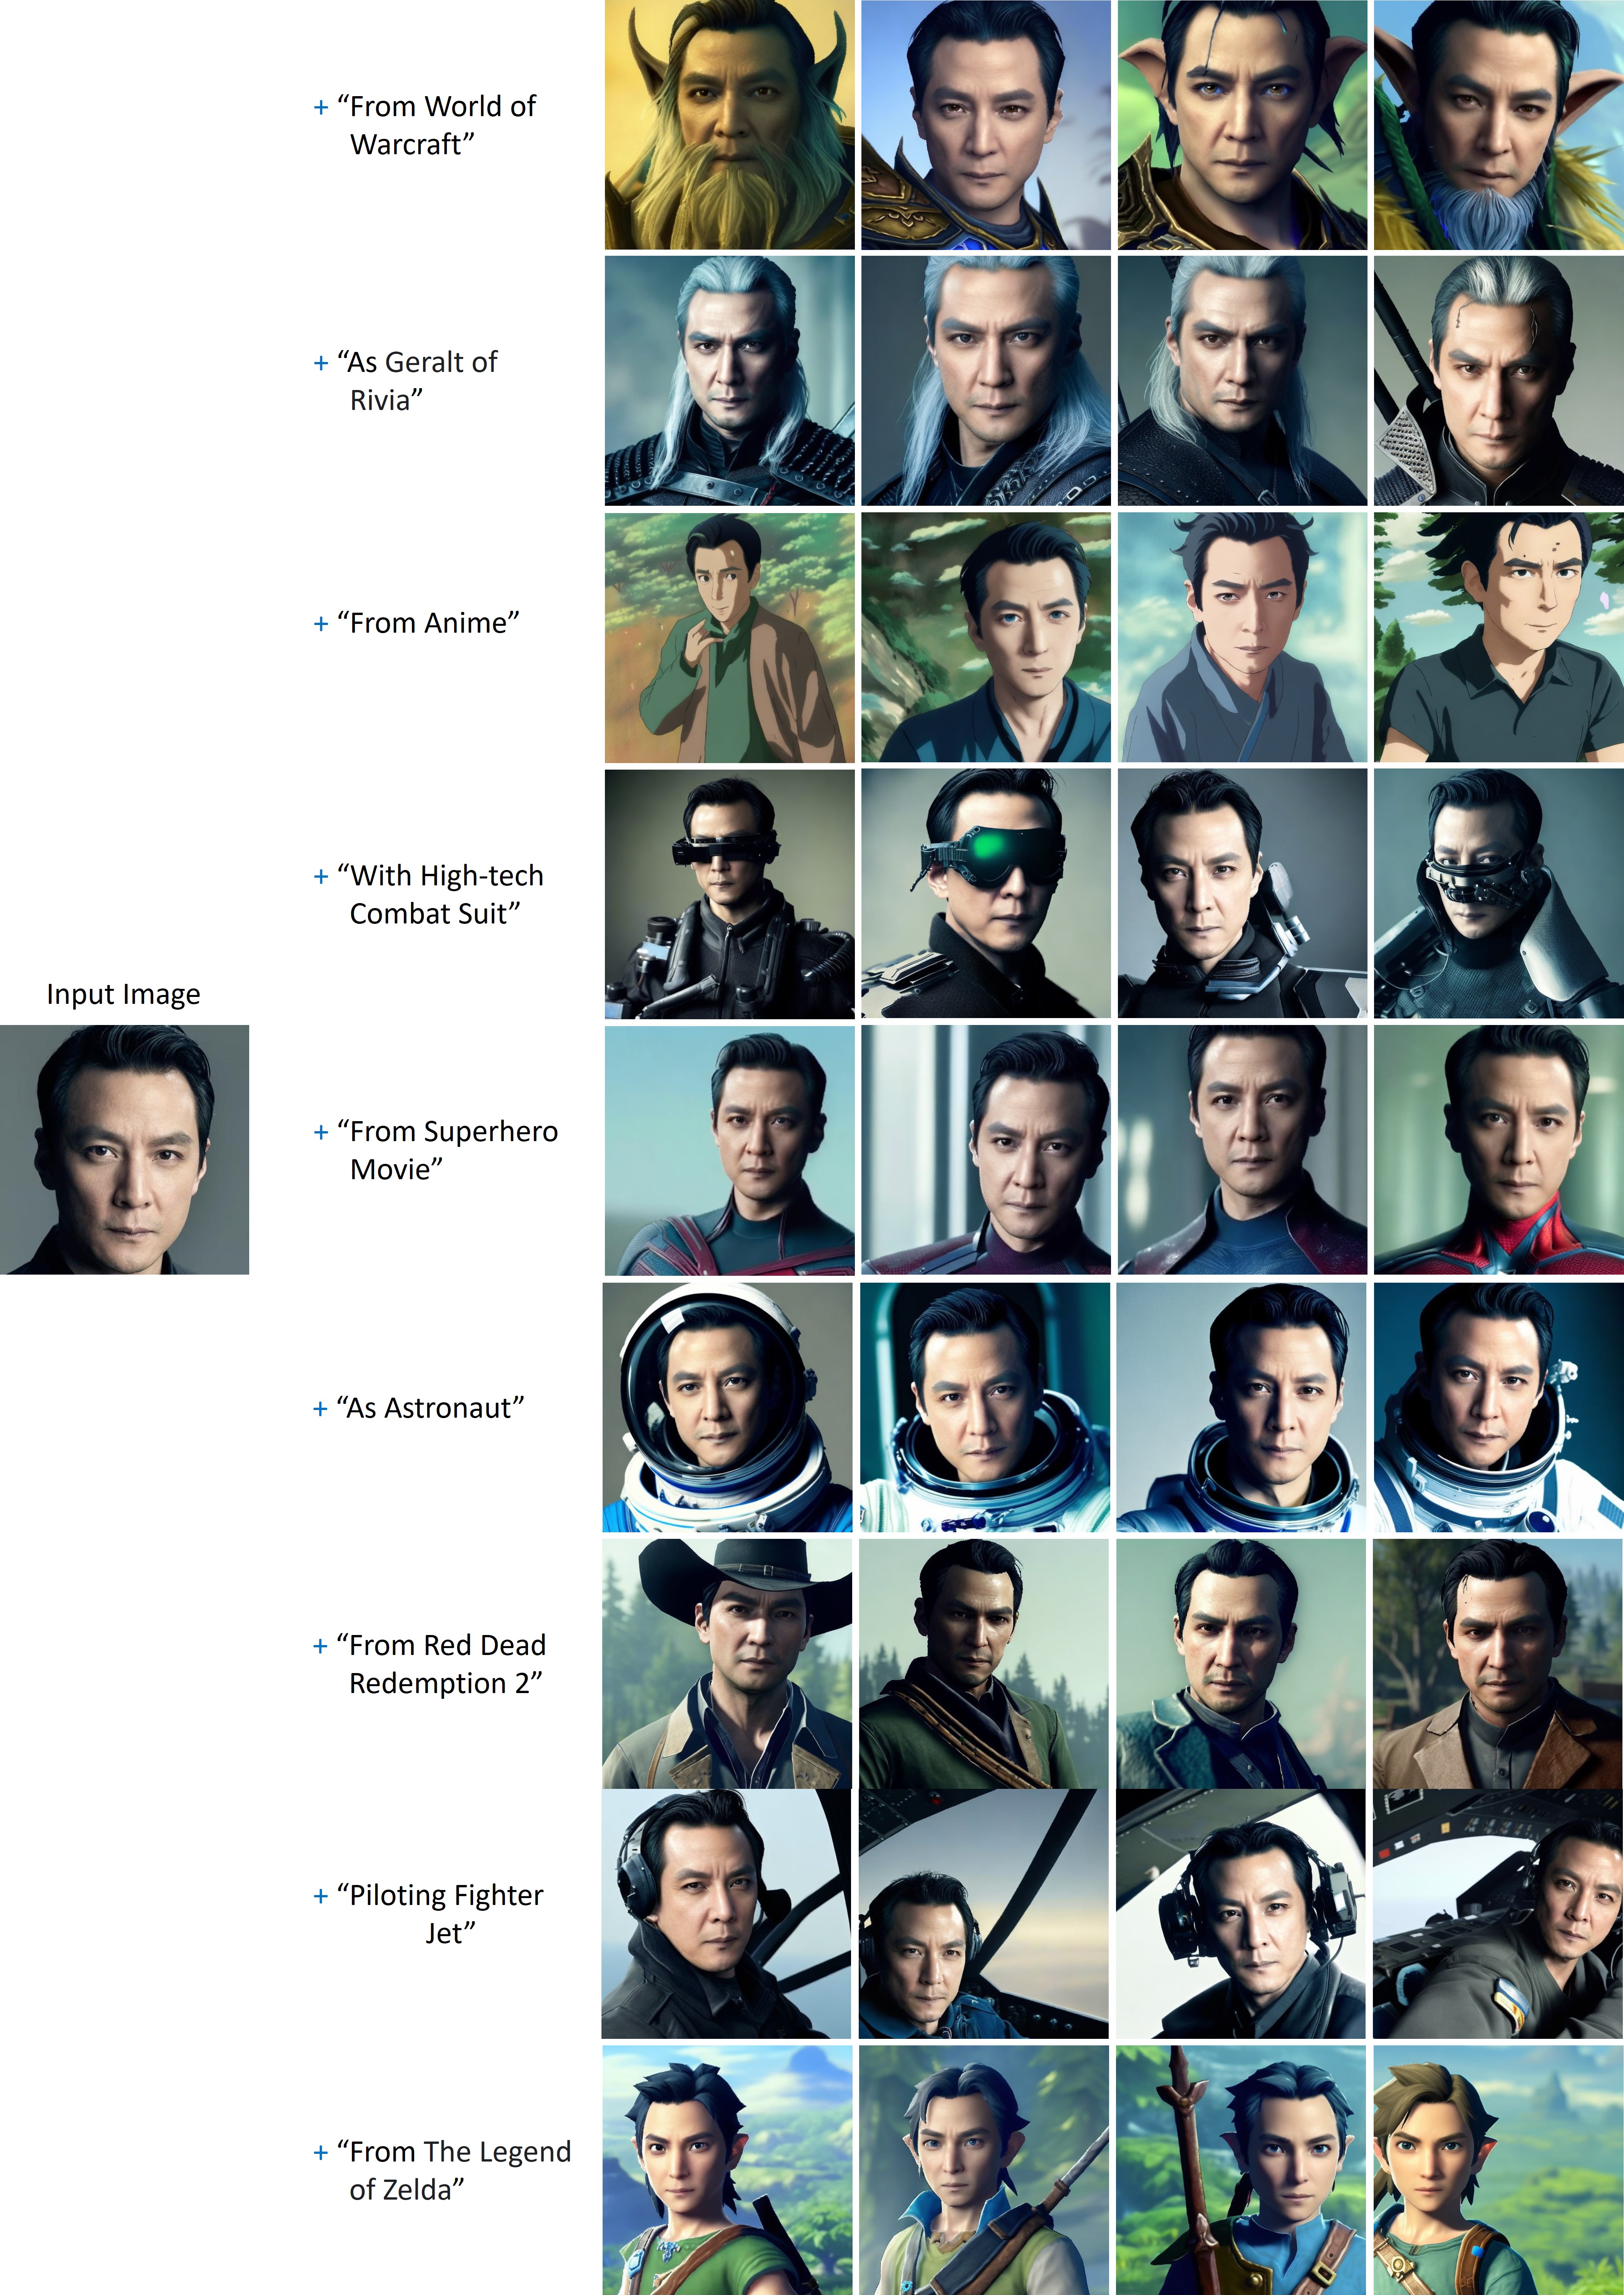 + “From World of
Warcraft”
+ “As Geralt of
Rivia”
+ “From Anime”
+ “With High-tech
Combat Suit”
Input Image
+ “From Superhero
Movie”
+ “As Astronaut”
+ “From Red Dead
Redemption 2”
+ “Piloting Fighter
Jet”
+ “From The Legend
of Zelda”